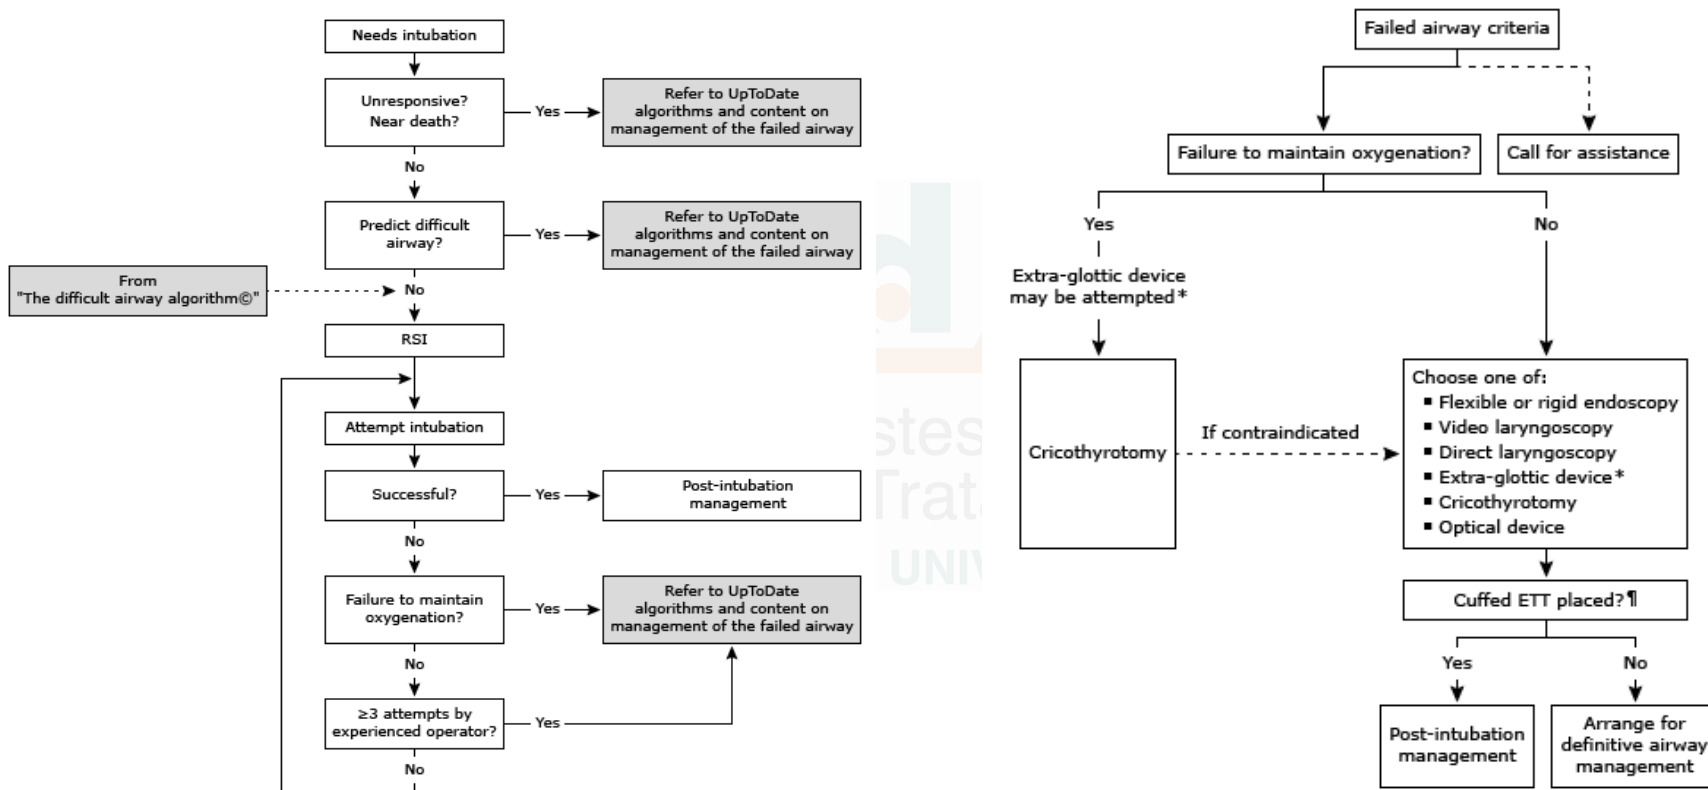 Needs intubation
Unresponsive?
Near death?
Yes
Refer to UpToDate
algorithms and content on
management of the failed airway
No
Predict difficult
airway?
Yes
Refer to UpToDate
algorithms and content on
management of the failed airway
From
"The difficult airway algorithm©"
No
RSI
Attempt intubation
Successful?
Yes
Post-intubation
management
No
Failure to maintain
oxygenation?
Yes
Refer to UpToDate
algorithms and content on
management of the failed airway
No
≥3 attempts by
experienced operator?
Yes
No
Failed airway criteria
Failure to maintain oxygenation?
Call for assistance
Yes
No
Extra-glottic device
may be attempted*
Cricothyrotomy
If contraindicated
Choose one of:
▪ Flexible or rigid endoscopy
▪ Video laryngoscopy
▪ Direct laryngoscopy
▪ Extra-glottic device*
▪ Cricothyrotomy
▪ Optical device
Cuffed ETT placed?¶
Yes
No
Post-intubation
management
Arrange for
definitive airway
management